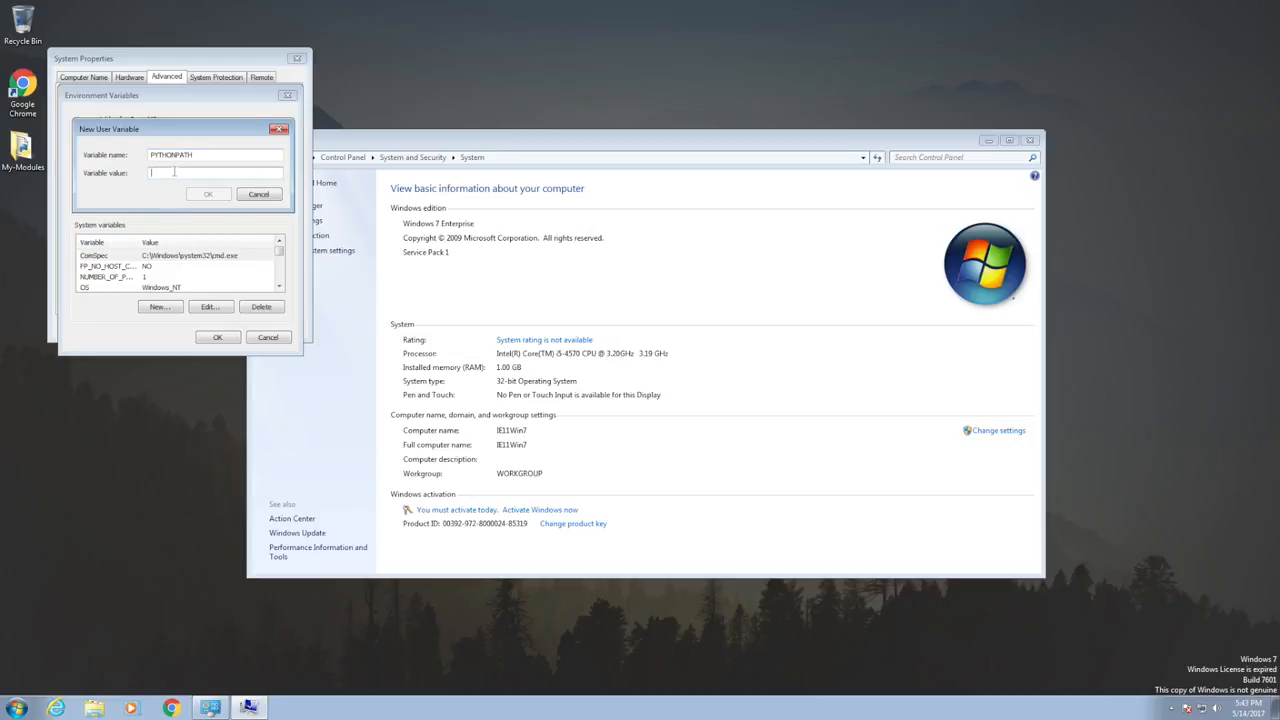 Recycle Bin
Google Chrome
My-Modules
System Properties
Computer Name Hardware Advanced System Protection Remote
Environment Variables
New User Variable
Variable name: PYTHONPATH
Variable value:
OK Cancel
System variables
Variable Value
ComSpec C:\Windows\system32\cmd.exe
FP_NO_HOST_C... NO
NUMBER_OF_P... 1
OS Windows_NT
New... Edit... Delete
OK Cancel
Control Panel System and Security System
Search Control Panel
View basic information about your computer
Windows edition
Windows 7 Enterprise
Copyright © 2009 Microsoft Corporation. All rights reserved.
Service Pack 1
System
Rating: System rating is not available
Processor: Intel(R) Core(TM) i5-4570 CPU @ 3.20GHz 3.19 GHz
Installed memory (RAM): 1.00 GB
System type: 32-bit Operating System
Pen and Touch: No Pen or Touch Input is available for this Display
Computer name, domain, and workgroup settings
Computer name: IE11Win7
Change settings
Full computer name: IE11Win7
Computer description:
Workgroup: WORKGROUP
Windows activation
You must activate today. Activate Windows now
Product ID: 00392-972-8000024-85319 Change product key
See also
Action Center
Windows Update
Performance Information and Tools
Windows 7
Windows License is expired
Build 7601
This copy of Windows is not genuine
5:43 PM
5/14/2017